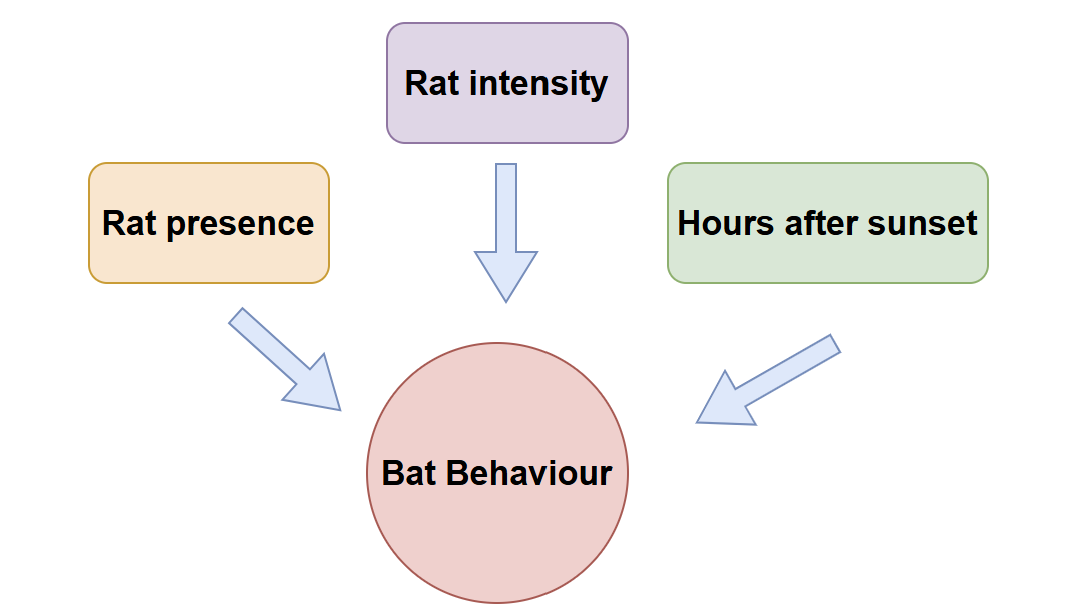 Rat intensity
Rat presence
Hours after sunset
Bat Behaviour